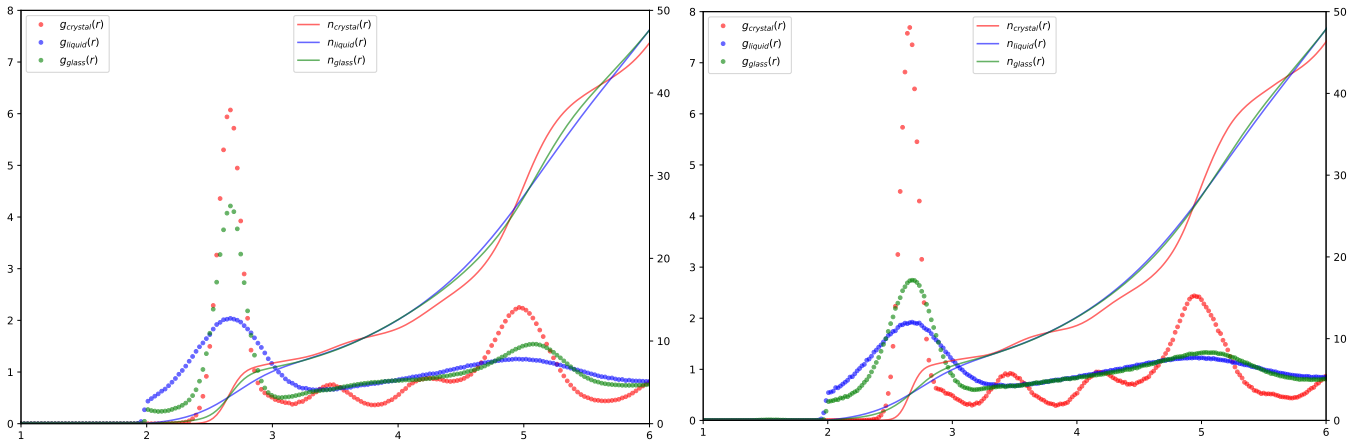 8
7
6
5
4
3
2
1
0
g_crystal(r)
g_liquid(r)
g_glass(r)
n_crystal(r)
n_liquid(r)
n_glass(r)
50
40
30
20
10
0
1 2 3 4 5 6
8
7
6
5
4
3
2
1
0
g_crystal(r)
g_liquid(r)
g_glass(r)
n_crystal(r)
n_liquid(r)
n_glass(r)
50
40
30
20
10
0
1 2 3 4 5 6